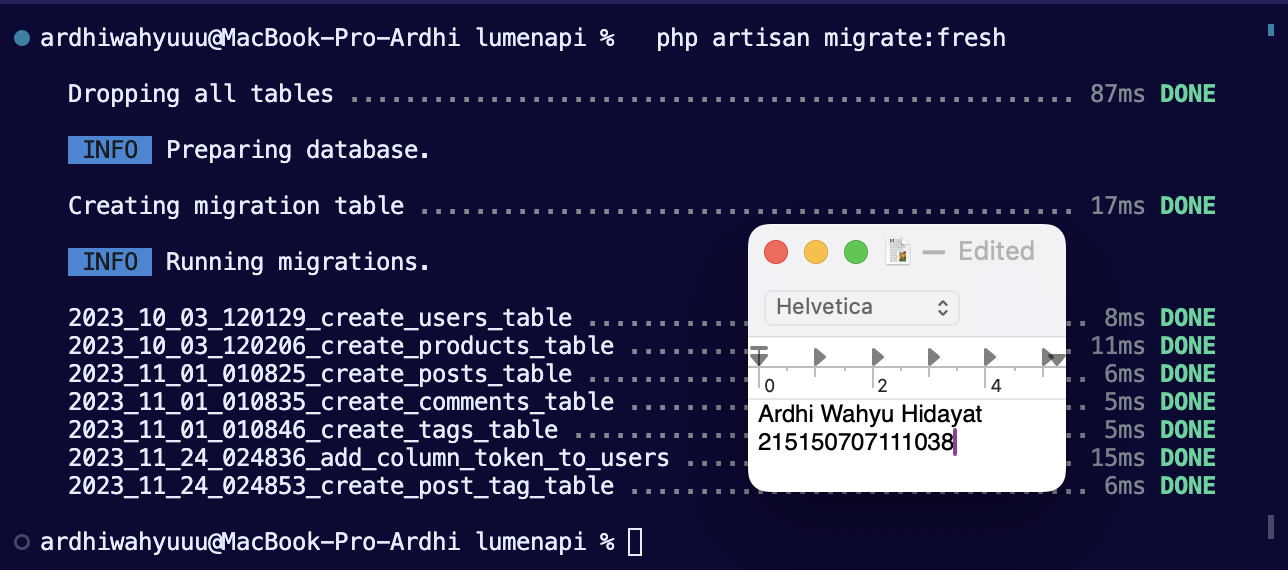 ardhiwahyuuu@MacBook-Pro-Ardhi lumenapi %   php artisan migrate:fresh
Dropping all tables .................................................... 87ms DONE
INFO Preparing database.
Creating migration table ............................................... 17ms DONE
INFO Running migrations.
2023_10_03_120129_create_users_table ............ 8ms DONE
2023_10_03_120206_create_products_table ......... 11ms DONE
2023_11_01_010825_create_posts_table ............ 6ms DONE
2023_11_01_010835_create_comments_table ......... 5ms DONE
2023_11_01_010846_create_tags_table ............. 5ms DONE
2023_11_24_024836_add_column_token_to_users ..... 15ms DONE
2023_11_24_024853_create_post_tag_table ................................. 6ms DONE
ardhiwahyuuu@MacBook-Pro-Ardhi lumenapi %
— Edited
Helvetica
0 2 4
Ardhi Wahyu Hidayat
215150707111038